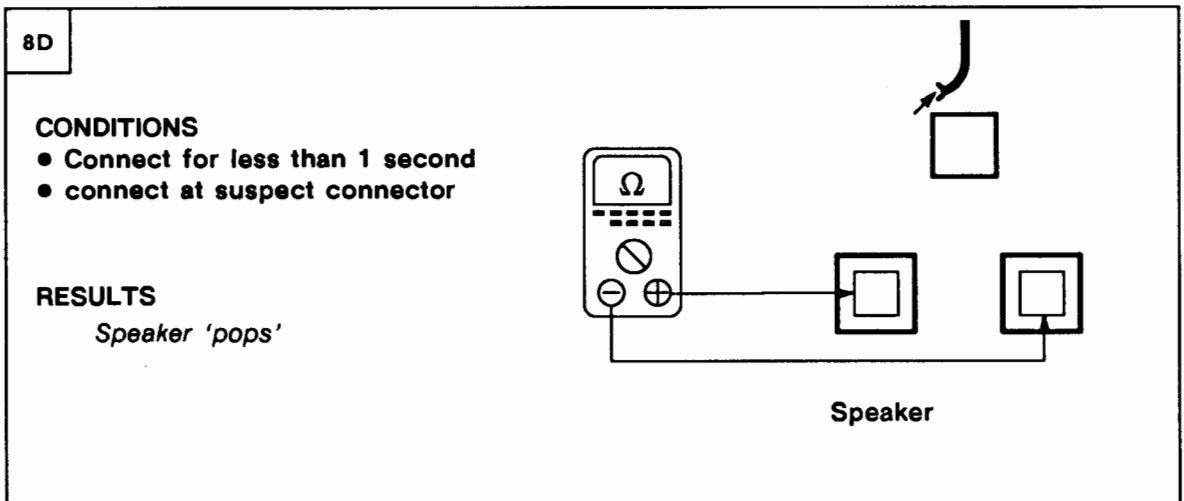 8D
CONDITIONS
● Connect for less than 1 second
● connect at suspect connector
RESULTS
Speaker 'pops'
Ω
− +
Speaker